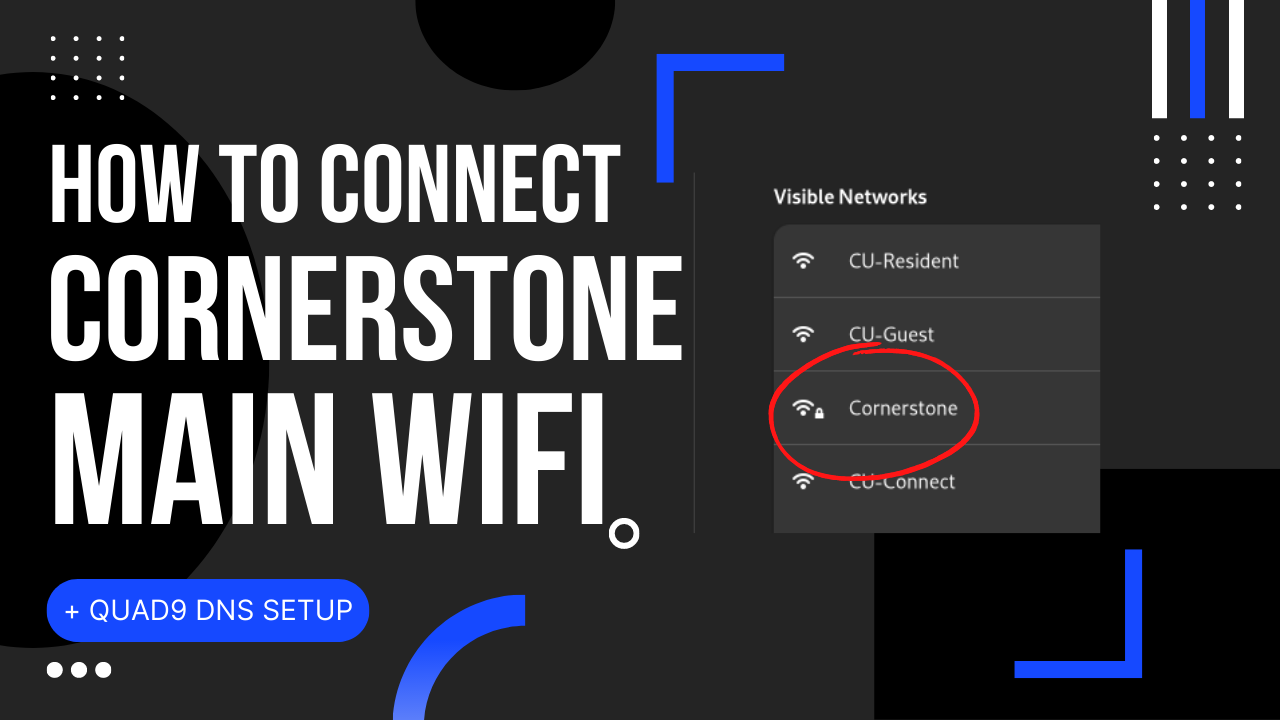 HOW TO CONNECT
CORNERSTONE
MAIN WIFI
+ QUAD9 DNS SETUP
Visible Networks
CU-Resident
CU-Guest
Cornerstone
CU-Connect